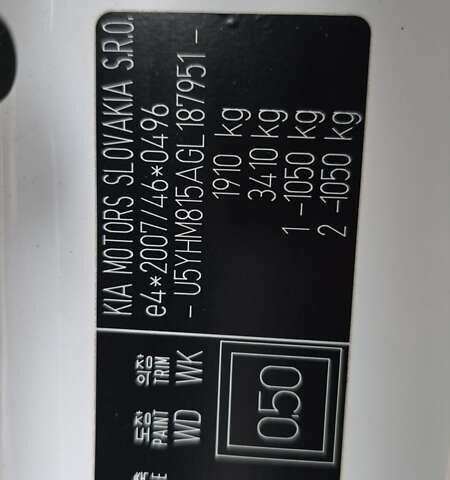 KIA MOTORS SLOVAKIA S.R.O.
e4*2007/46*0496
- U5YHM815AGL187951 -
1910 kg
3410 kg
1 -1050 kg
2 -1050 kg
도장 의장
PAINT TRIM
WD WK
0.50